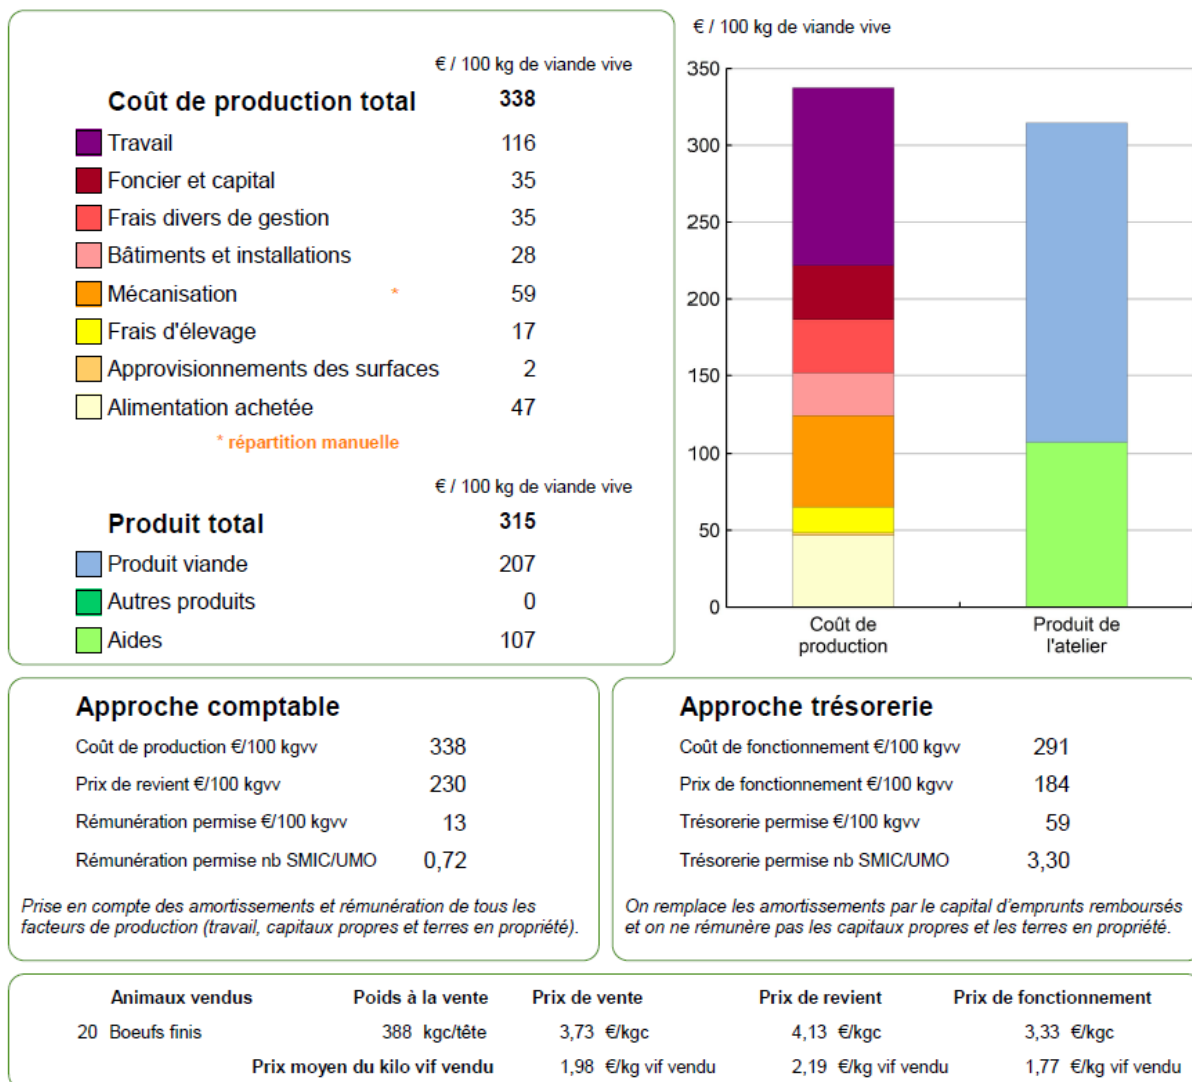 € / 100 kg de viande vive
Coût de production total 338
Travail 116
Foncier et capital 35
Frais divers de gestion 35
Bâtiments et installations 28
Mécanisation * 59
Frais d'élevage 17
Approvisionnements des surfaces 2
Alimentation achetée 47
* répartition manuelle
€ / 100 kg de viande vive
Produit total 315
Produit viande 207
Autres produits 0
Aides 107
€ / 100 kg de viande vive
350
300
250
200
150
100
50
0
Coût de
production
Produit de
l'atelier
Approche comptable
Coût de production €/100 kgvv 338
Prix de revient €/100 kgvv 230
Rémunération permise €/100 kgvv 13
Rémunération permise nb SMIC/UMO 0,72
Prise en compte des amortissements et rémunération de tous les
facteurs de production (travail, capitaux propres et terres en propriété).
Approche trésorerie
Coût de fonctionnement €/100 kgvv 291
Prix de fonctionnement €/100 kgvv 184
Trésorerie permise €/100 kgvv 59
Trésorerie permise nb SMIC/UMO 3,30
On remplace les amortissements par le capital d'emprunts remboursés
et on ne rémunère pas les capitaux propres et les terres en propriété.
Animaux vendus Poids à la vente Prix de vente Prix de revient Prix de fonctionnement
20 Boeufs finis 388 kgc/tête 3,73 €/kgc 4,13 €/kgc 3,33 €/kgc
Prix moyen du kilo vif vendu 1,98 €/kg vif vendu 2,19 €/kg vif vendu 1,77 €/kg vif vendu